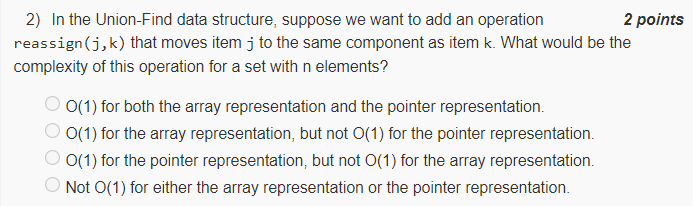 2) In the Union-Find data structure, suppose we want to add an operation 2 points
reassign(j,k) that moves item j to the same component as item k. What would be the
complexity of this operation for a set with n elements?
O(1) for both the array representation and the pointer representation.
O(1) for the array representation, but not O(1) for the pointer representation.
O(1) for the pointer representation, but not O(1) for the array representation.
Not O(1) for either the array representation or the pointer representation.